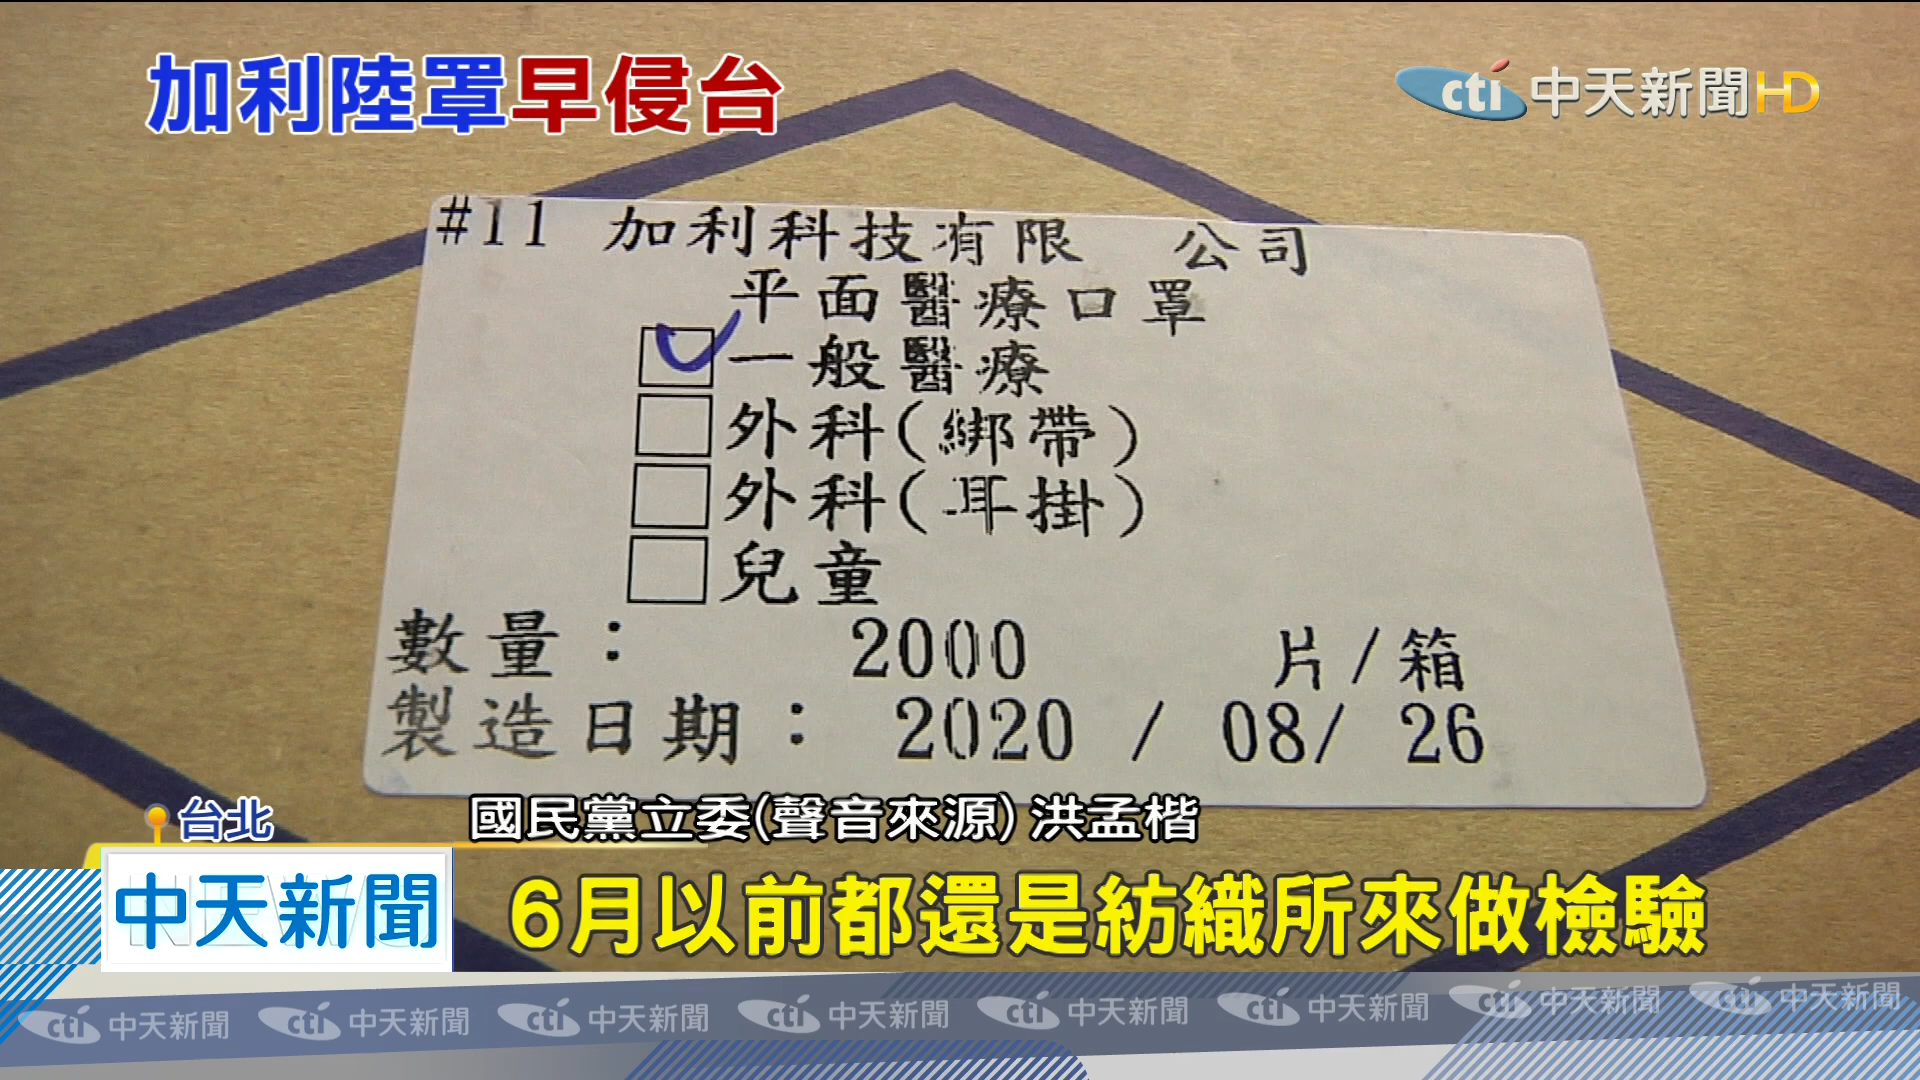 加利陸罩早侵台
cti 中天新聞HD
#11 加利科技有限 公司
平面醫療口罩
一般醫療
外科(綁帶)
外科(耳掛)
兒童
數量： 2000 片/箱
製造日期： 2020 / 08/ 26
台北
國民黨立委(聲音來源) 洪孟楷
中天新聞
6月以前都還是紡織所來做檢驗
cti 中天新聞 cti 中天新聞 cti 中天新聞 cti 中天新聞 cti 中天新聞 cti 中天新聞 cti 中天新聞 cti 中天新聞